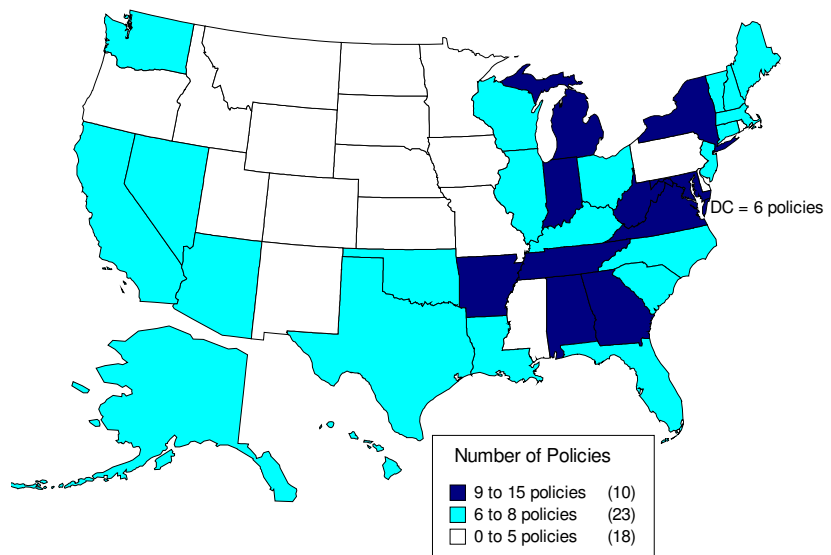 DC = 6 policies
Number of Policies
9 to 15 policies (10)
6 to 8 policies (23)
0 to 5 policies (18)